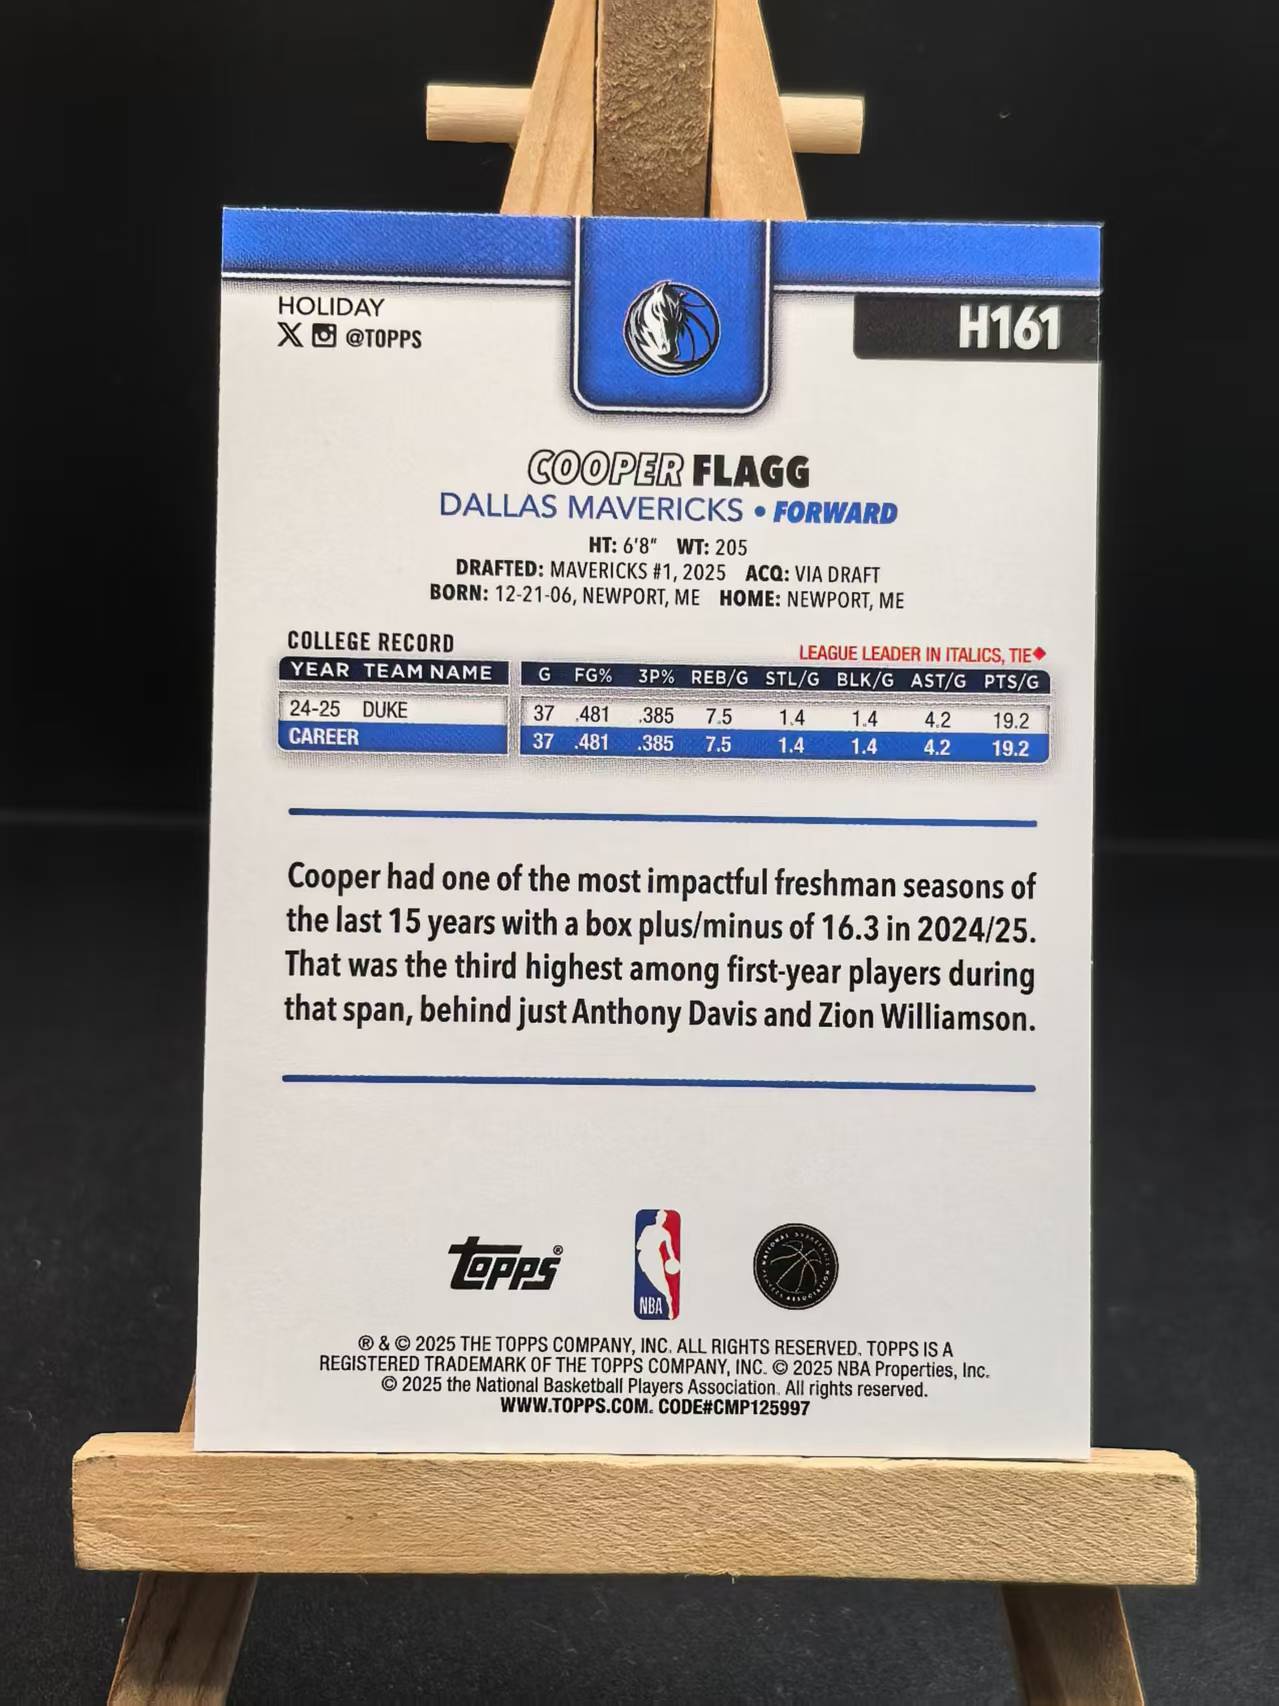 HOLIDAY
X @TOPPS
H161
COOPER FLAGG
DALLAS MAVERICKS • FORWARD
HT: 6'8" WT: 205
DRAFTED: MAVERICKS #1, 2025 ACQ: VIA DRAFT
BORN: 12-21-06, NEWPORT, ME HOME: NEWPORT, ME
COLLEGE RECORD
LEAGUE LEADER IN ITALICS, TIE◆
YEAR TEAM NAME G FG% 3P% REB/G STL/G BLK/G AST/G PTS/G
24-25 DUKE 37 .481 .385 7.5 1.4 1.4 4.2 19.2
CAREER 37 .481 .385 7.5 1.4 1.4 4.2 19.2
Cooper had one of the most impactful freshman seasons of
the last 15 years with a box plus/minus of 16.3 in 2024/25.
That was the third highest among first-year players during
that span, behind just Anthony Davis and Zion Williamson.
Topps®
NBA
NATIONAL BASKETBALL PLAYERS ASSOCIATION
® & © 2025 THE TOPPS COMPANY, INC. ALL RIGHTS RESERVED. TOPPS IS A
REGISTERED TRADEMARK OF THE TOPPS COMPANY, INC. © 2025 NBA Properties, Inc.
© 2025 the National Basketball Players Association. All rights reserved.
WWW.TOPPS.COM. CODE#CMP125997